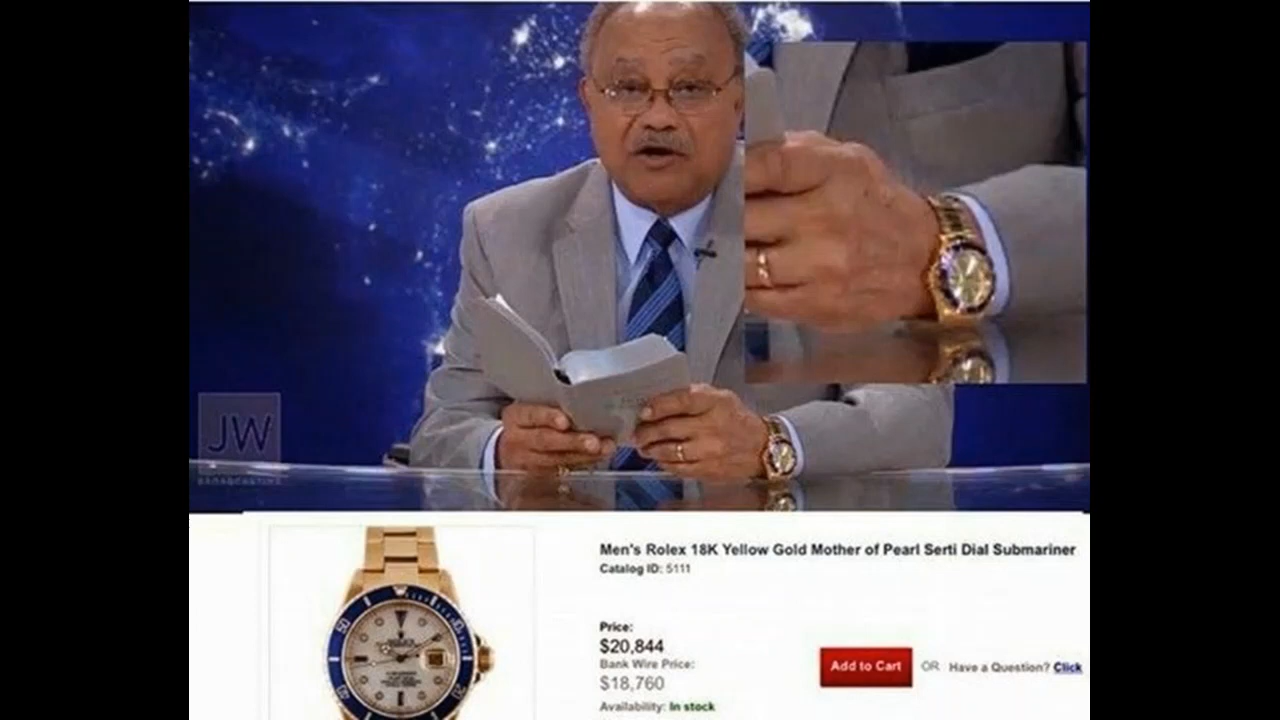 JW
BROADCASTING
Men's Rolex 18K Yellow Gold Mother of Pearl Serti Dial Submariner
Catalog ID: 5111
Price:
$20,844
Bank Wire Price:
$18,760
Add to Cart OR Have a Question? Click
Availability: In stock